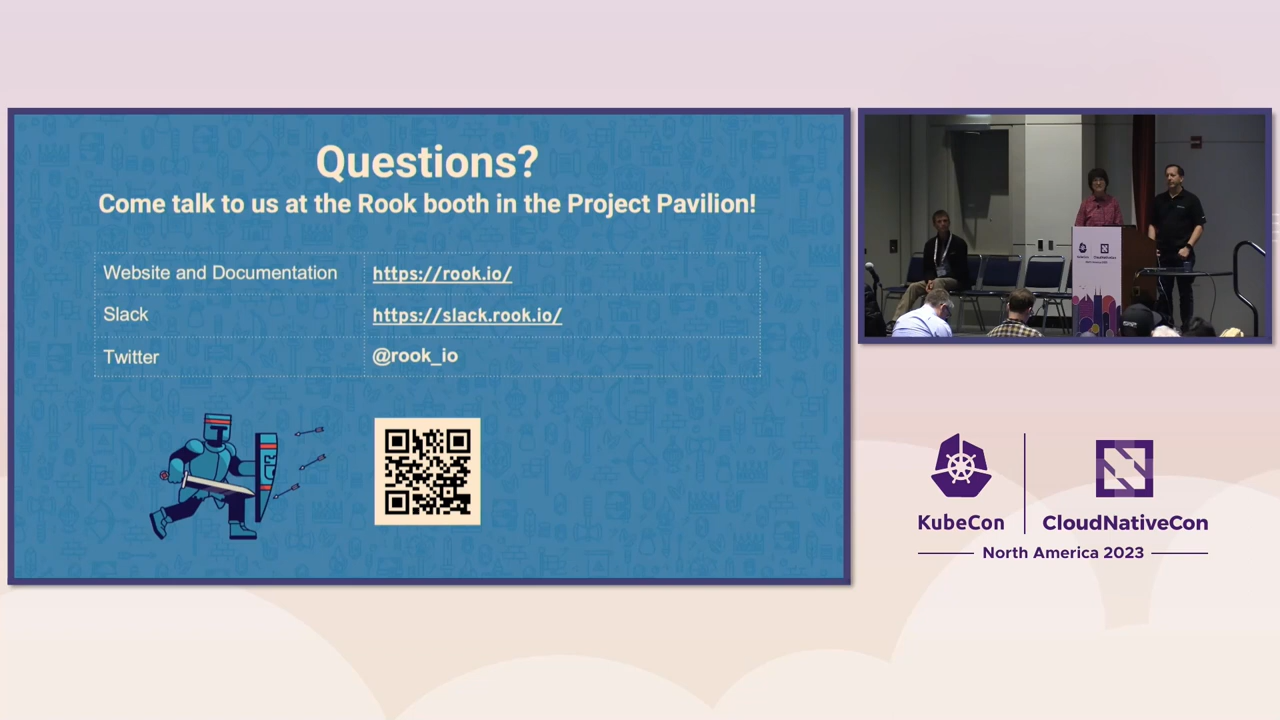 Questions?
Come talk to us at the Rook booth in the Project Pavilion!
Website and Documentation https://rook.io/
Slack https://slack.rook.io/
Twitter @rook_io
KubeCon CloudNativeCon
North America 2023